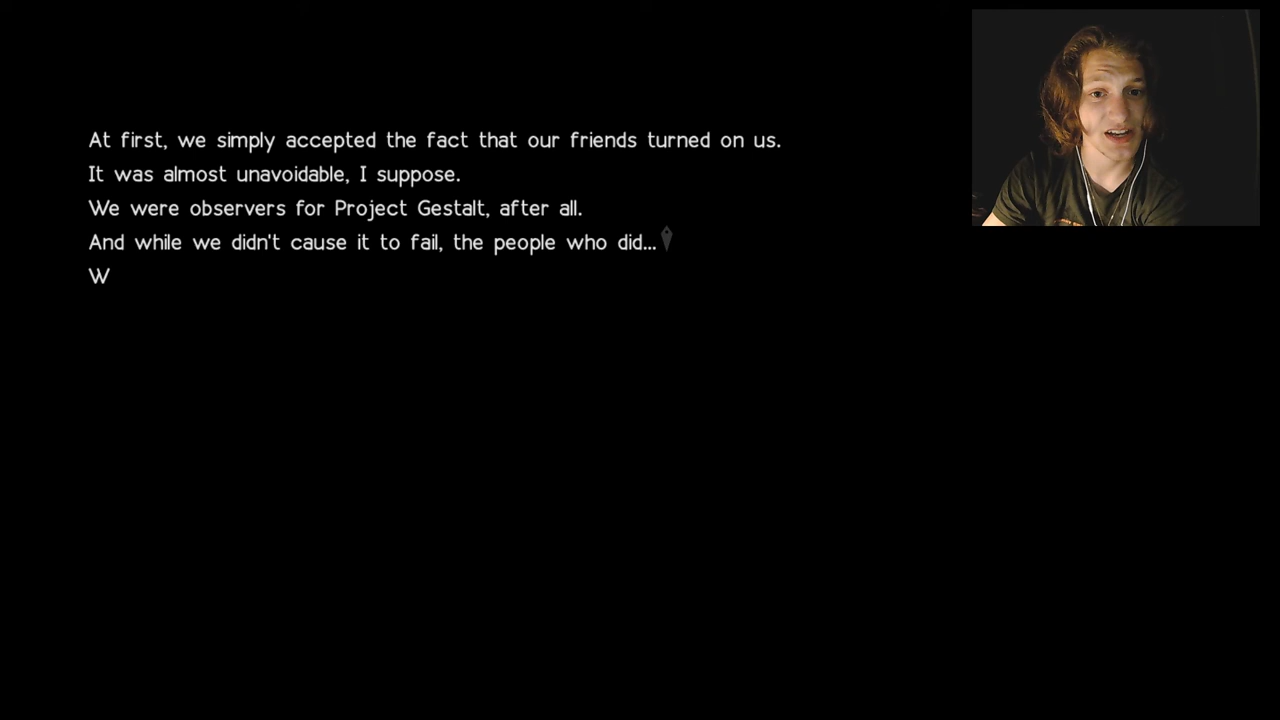 At first, we simply accepted the fact that our friends turned on us.
It was almost unavoidable, I suppose.
We were observers for Project Gestalt, after all.
And while we didn't cause it to fail, the people who did...
W